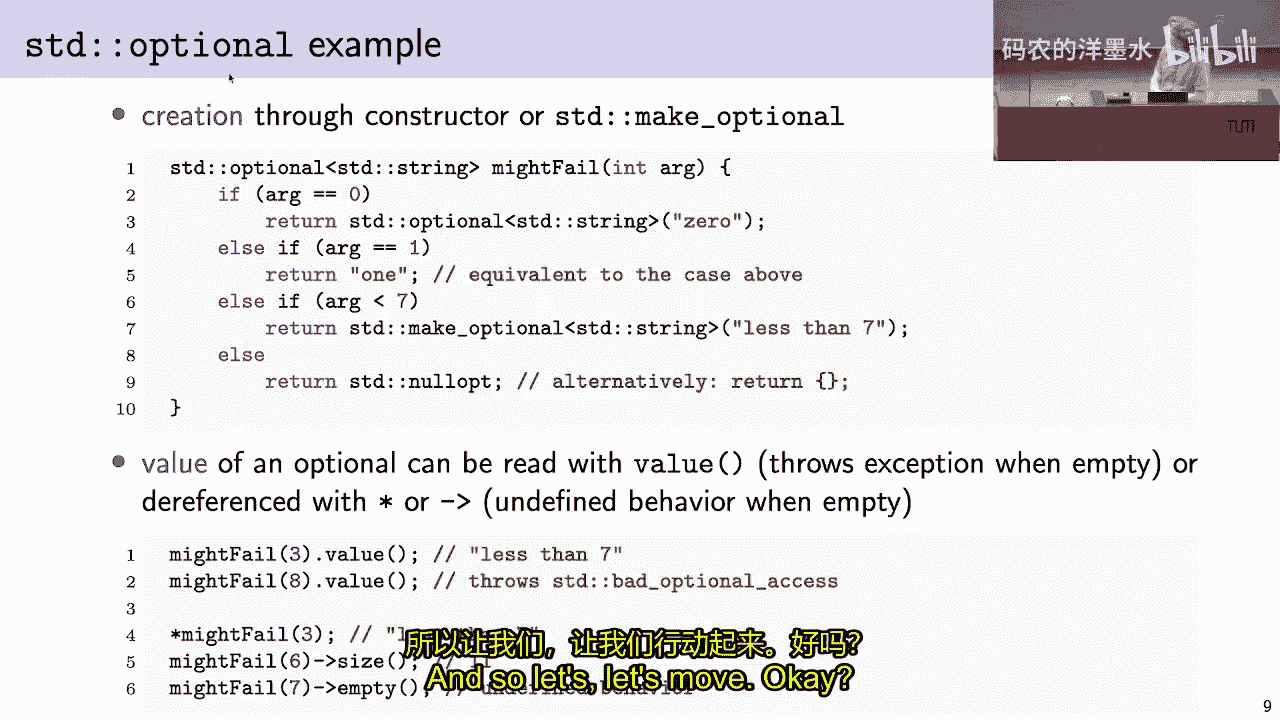 std::optional example
码农的洋墨水 bilibili
TUM
• creation through constructor or std::make_optional
1 std::optional<std::string> mightFail(int arg) {
2 if (arg == 0)
3 return std::optional<std::string>("zero");
4 else if (arg == 1)
5 return "one"; // equivalent to the case above
6 else if (arg < 7)
7 return std::make_optional<std::string>("less than 7");
8 else
9 return std::nullopt; // alternatively: return {};
10 }
• value of an optional can be read with value() (throws exception when empty) or
dereferenced with * or -> (undefined behavior when empty)
1 mightFail(3).value(); // "less than 7"
2 mightFail(8).value(); // throws std::bad_optional_access
3
4 *mightFail(3); //
5 mightFail(6)->size(); // 11
6 mightFail(7)->empty(); // undefined behavior
所以让我们，让我们行动起来。好吗？
And so let's, let's move. Okay?
9